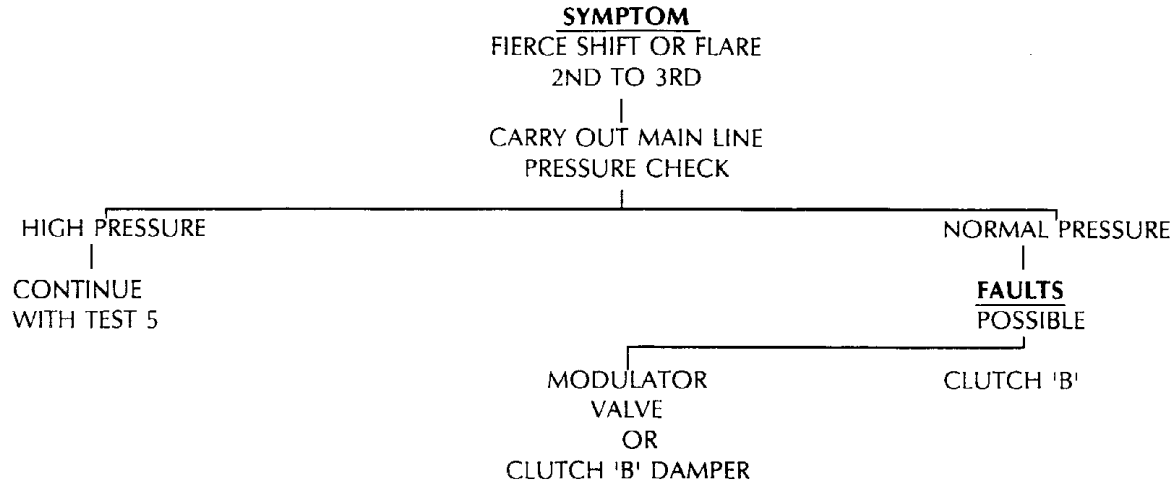 SYMPTOM
FIERCE SHIFT OR FLARE
2ND TO 3RD
CARRY OUT MAIN LINE
PRESSURE CHECK
HIGH PRESSURE
CONTINUE
WITH TEST 5
NORMAL PRESSURE
FAULTS
POSSIBLE
MODULATOR
VALVE
OR
CLUTCH 'B' DAMPER
CLUTCH 'B'